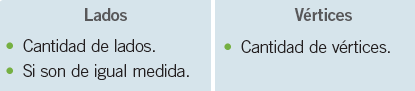 Lados
• Cantidad de lados.
• Si son de igual medida.
Vértices
• Cantidad de vértices.